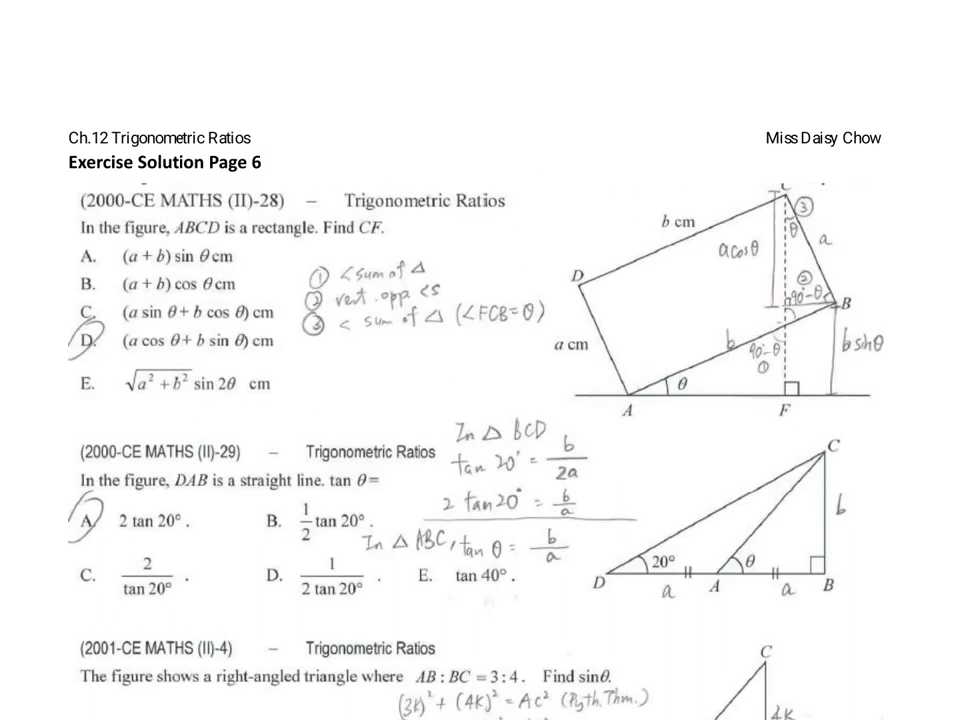 Ch.12 Trigonometric Ratios
Miss Daisy Chow
Exercise Solution Page 6
(2000-CE MATHS (II)-28) – Trigonometric Ratios
In the figure, ABCD is a rectangle. Find CF.
A. (a + b) sin θ cm
B. (a + b) cos θ cm
C. (a sin θ + b cos θ) cm
D. (a cos θ + b sin θ) cm
E. √a² + b² sin 2θ cm
① < sum of Δ
② vert. opp. <s
③ < sum of Δ (∠FCB=θ)
C
③
b cm
θ
a
a cosθ
D
②
90°-θ
B
a cm
b
90°-θ
①
b sinθ
θ
A
F
(2000-CE MATHS (II)-29) – Trigonometric Ratios
In the figure, DAB is a straight line. tan θ =
A. 2 tan 20° .
B. 1/2 tan 20° .
C. 2/tan 20° .
D. 1/2 tan 20° .
E. tan 40° .
In Δ BCD
tan 20° = b/2a
2 tan 20° = b/a
In Δ ABC, tan θ = b/a
C
b
20°
θ
D
a
A
a
B
(2001-CE MATHS (II)-4) – Trigonometric Ratios
The figure shows a right-angled triangle where AB : BC = 3 : 4. Find sinθ.
(3k)² + (4k)² = AC² (Pyth. Thm.)
C
4k